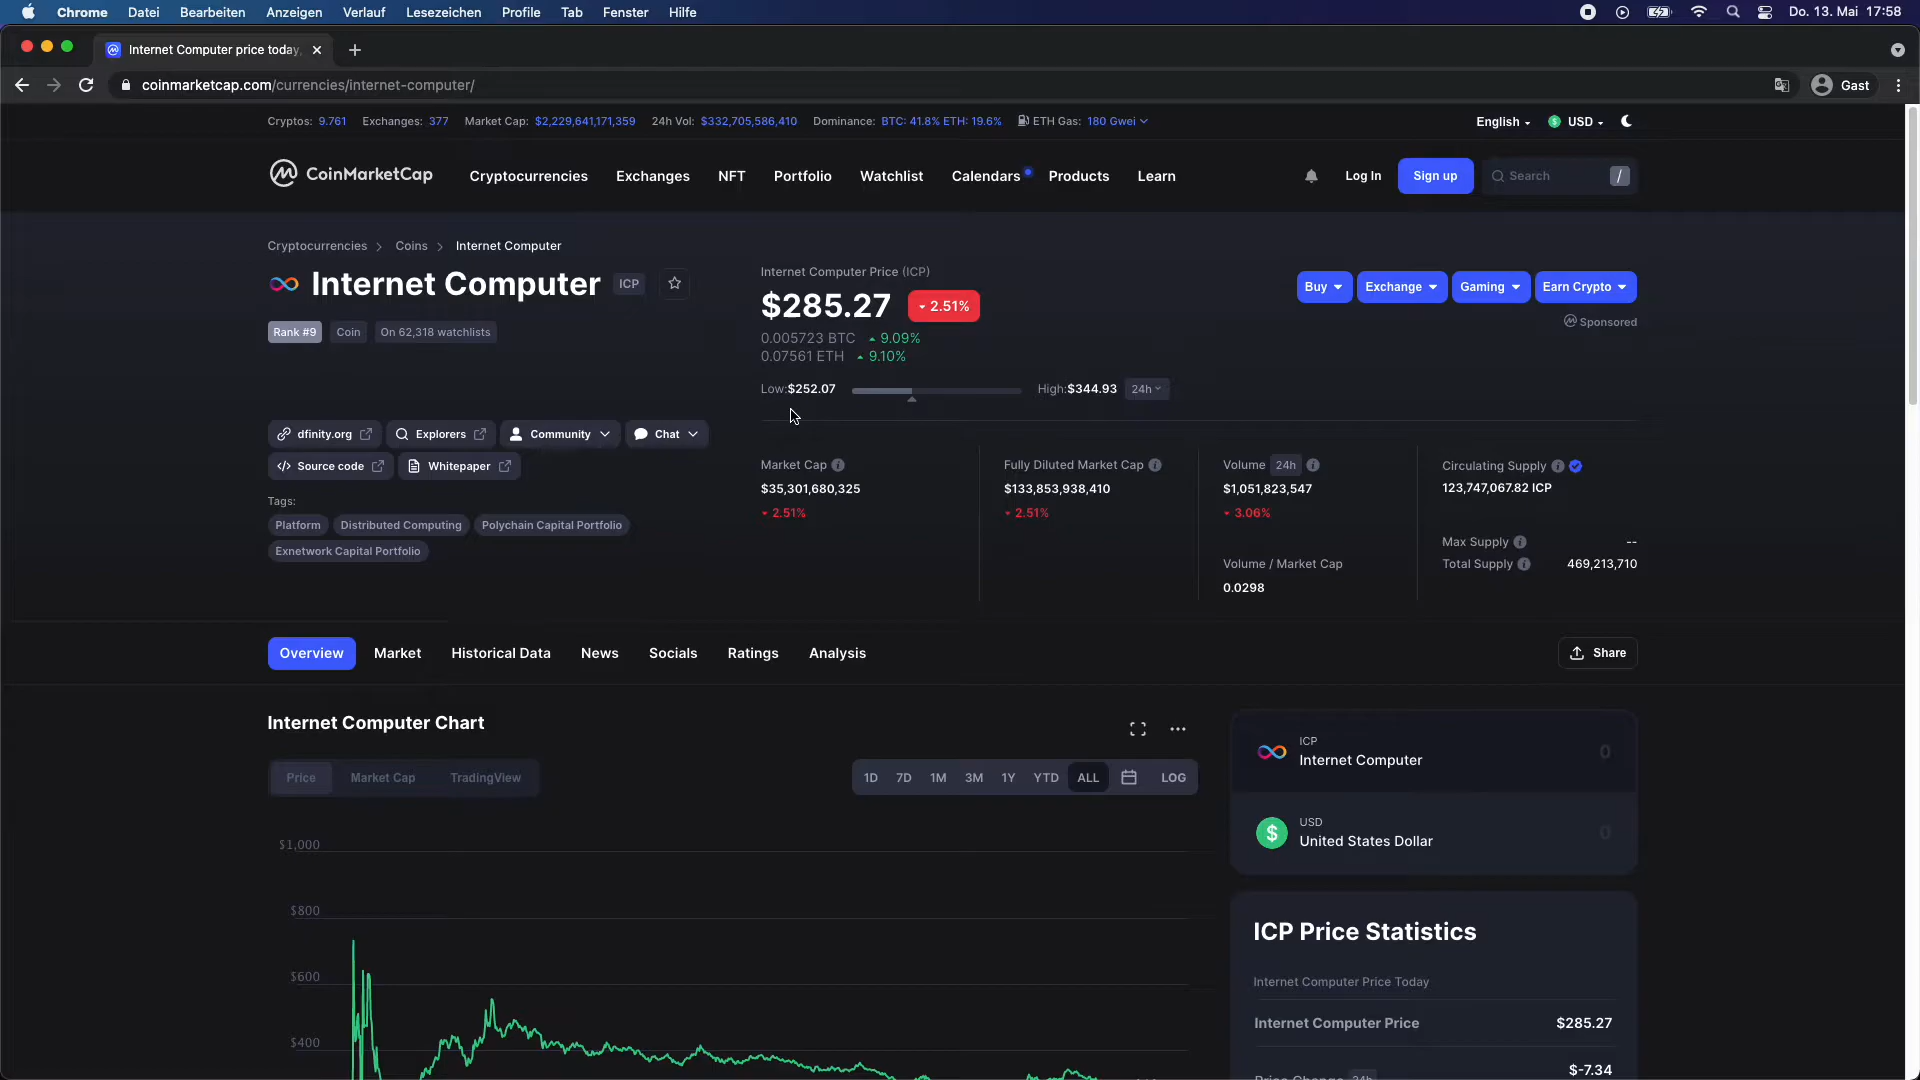 Chrome Datei Bearbeiten Anzeigen Verlauf Lesezeichen Profile Tab Fenster Hilfe Do. 13. Mai 17:58
Internet Computer price today,
coinmarketcap.com/currencies/internet-computer/ Gast
Cryptos: 9.761 Exchanges: 377 Market Cap: $2,229,641,171,359 24h Vol: $332,705,586,410 Dominance: BTC: 41.8% ETH: 19.6% ETH Gas: 180 Gwei English USD
CoinMarketCap Cryptocurrencies Exchanges NFT Portfolio Watchlist Calendars Products Learn Log In Sign up Search /
Cryptocurrencies > Coins > Internet Computer
Internet Computer ICP
Rank #9 Coin On 62,318 watchlists
Internet Computer Price (ICP)
$285.27 2.51%
0.005723 BTC 9.09%
0.07561 ETH 9.10%
Low:$252.07 High:$344.93 24h
Buy Exchange Gaming Earn Crypto
Sponsored
dfinity.org Explorers Community Chat
Source code Whitepaper
Tags:
Platform Distributed Computing Polychain Capital Portfolio
Exnetwork Capital Portfolio
Market Cap
$35,301,680,325
2.51%
Fully Diluted Market Cap
$133,853,938,410
2.51%
Volume 24h
$1,051,823,547
3.06%
Volume / Market Cap
0.0298
Circulating Supply
123,747,067.82 ICP
Max Supply --
Total Supply 469,213,710
Overview Market Historical Data News Socials Ratings Analysis Share
Internet Computer Chart
Price Market Cap TradingView 1D 7D 1M 3M 1Y YTD ALL LOG
$1,000
$800
$600
$400
ICP
Internet Computer 0
USD
United States Dollar 0
ICP Price Statistics
Internet Computer Price Today
Internet Computer Price $285.27
$-7.34
Price Change 24h